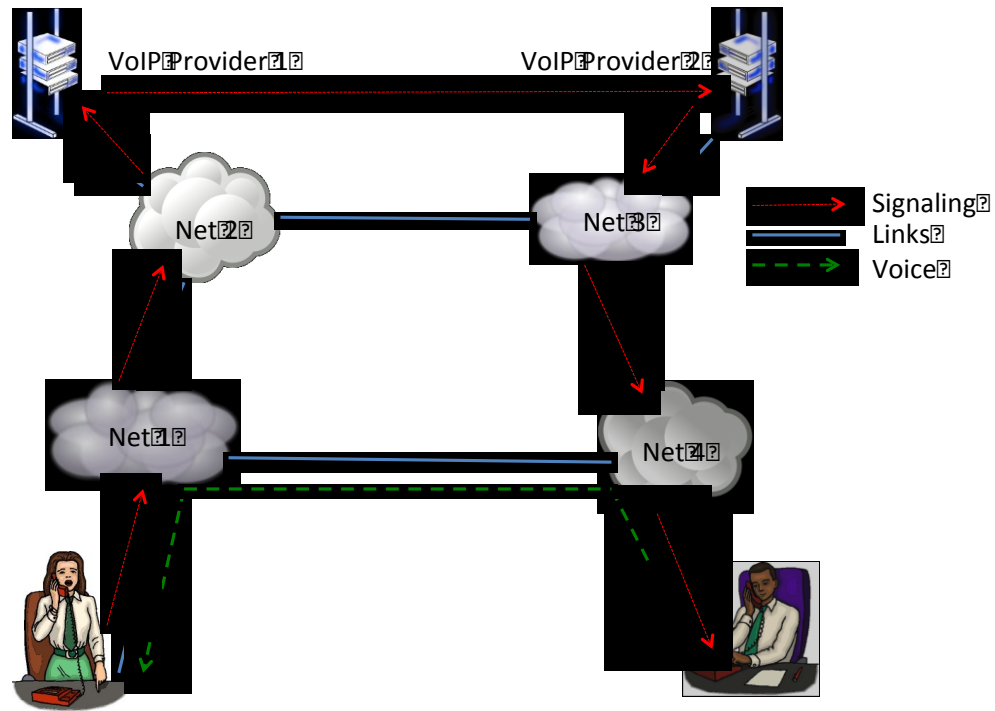 VoIP Provider 1
VoIP Provider 2
Net 2
Net 3
Signaling
Links
Voice
Net 1
Net 4